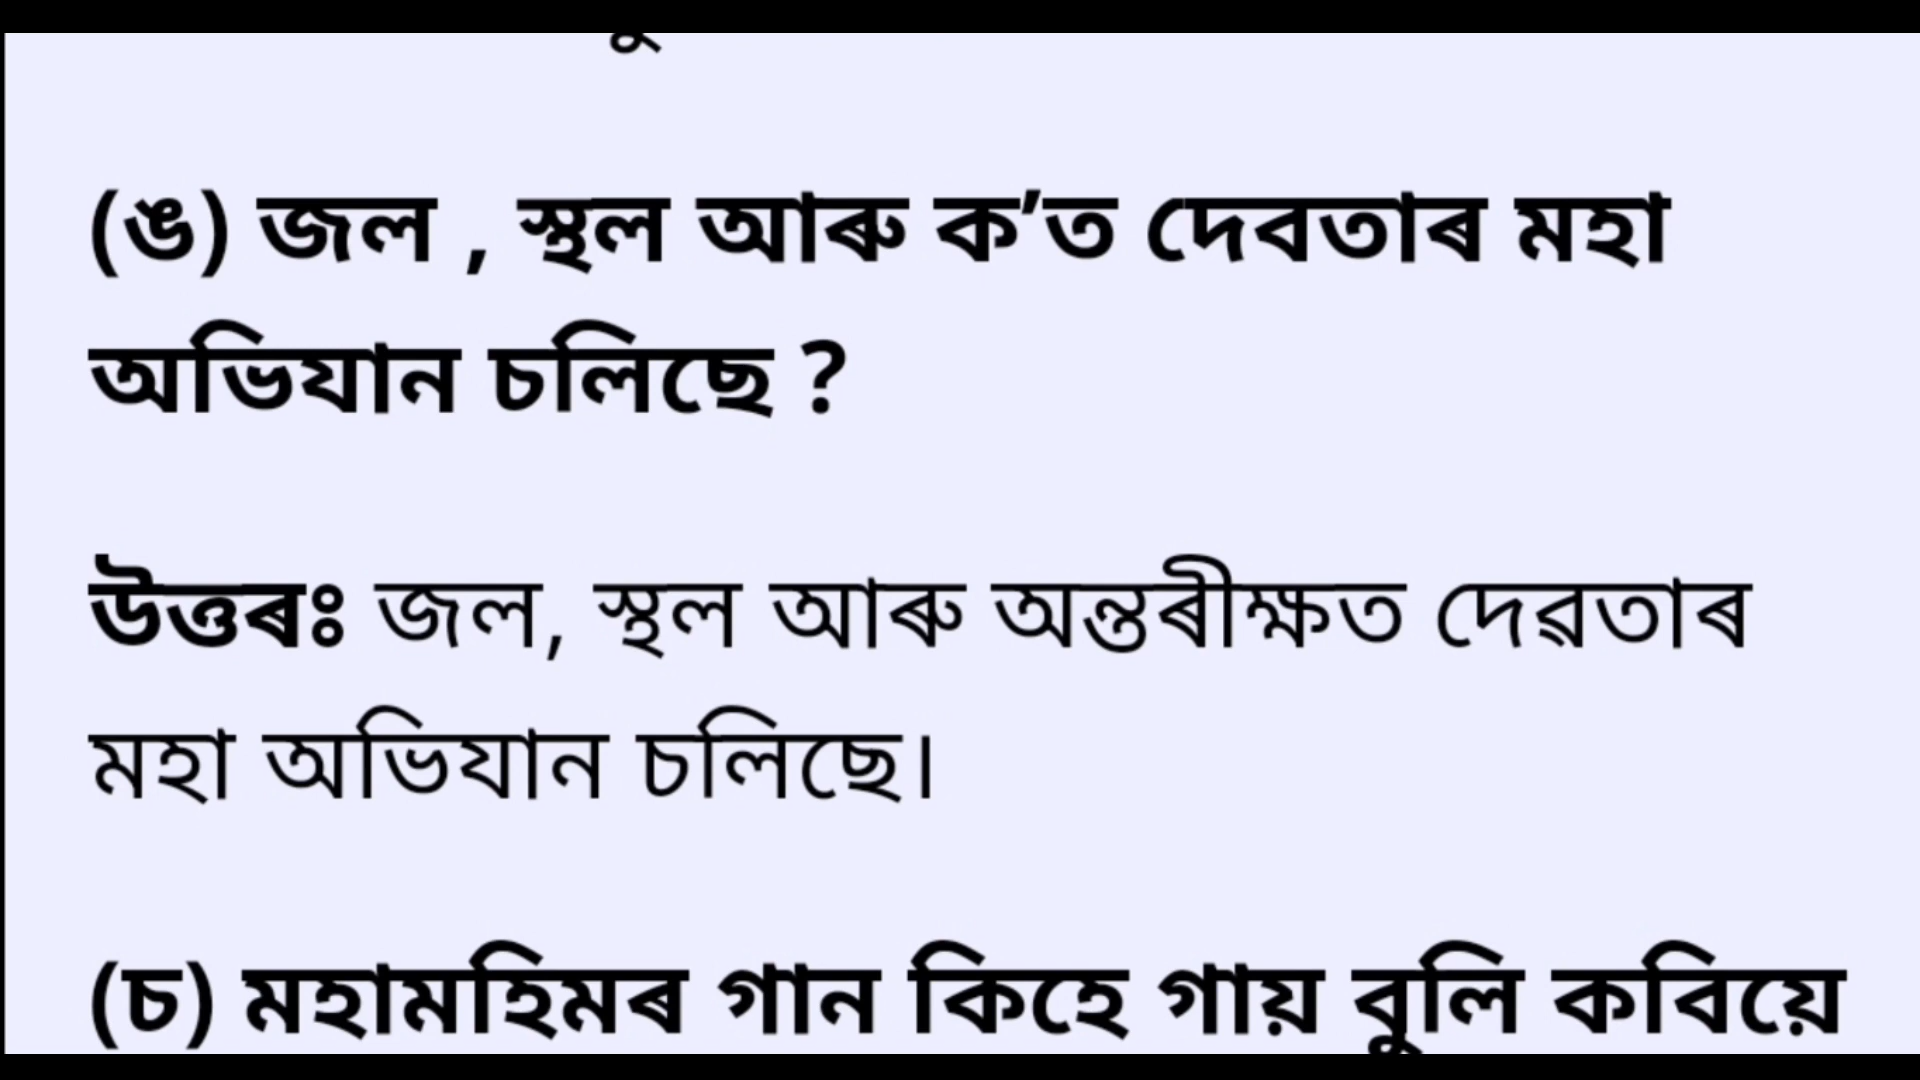 (ঙ) জল , স্থল আৰু ক’ত দেবতাৰ মহা
অভিযান চলিছে ?
উত্তৰঃ জল, স্থল আৰু অন্তৰীক্ষত দেৱতাৰ
মহা অভিযান চলিছে।
(চ) মহামহিমৰ গান কিহে গায় বুলি কবিয়ে